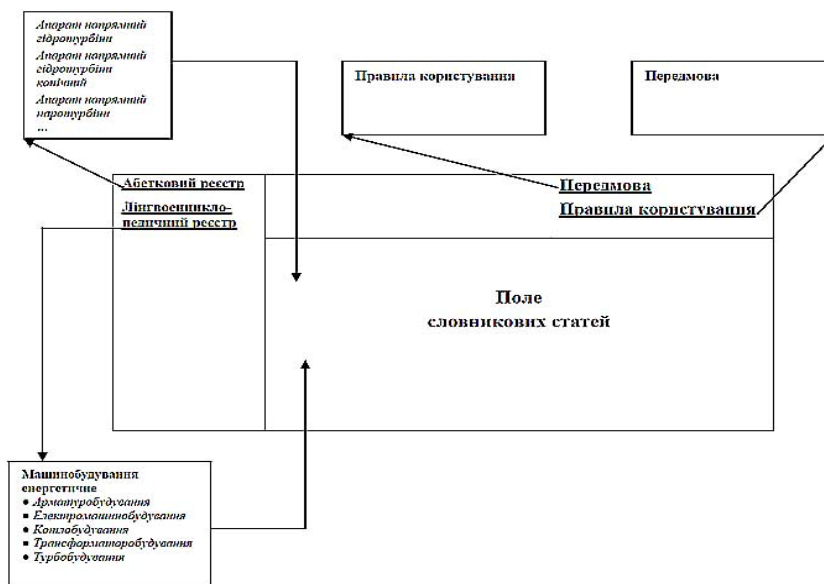 Апарат напрямний
гідротурбіни
Апарат напрямний
гідротурбіни
конічний
Апарат напрямний
паротурбіни
...
Правила користування
Передмова
Абетковий реєстр
Лінгвоенцикло-
педичний реєстр
Передмова
Правила користування
Поле
словникових статей
Машинобудування
енергетичне
● Арматуробудування
■ Електромашинобудування
● Котлобудування
■ Трансформаторобудування
● Турбобудування